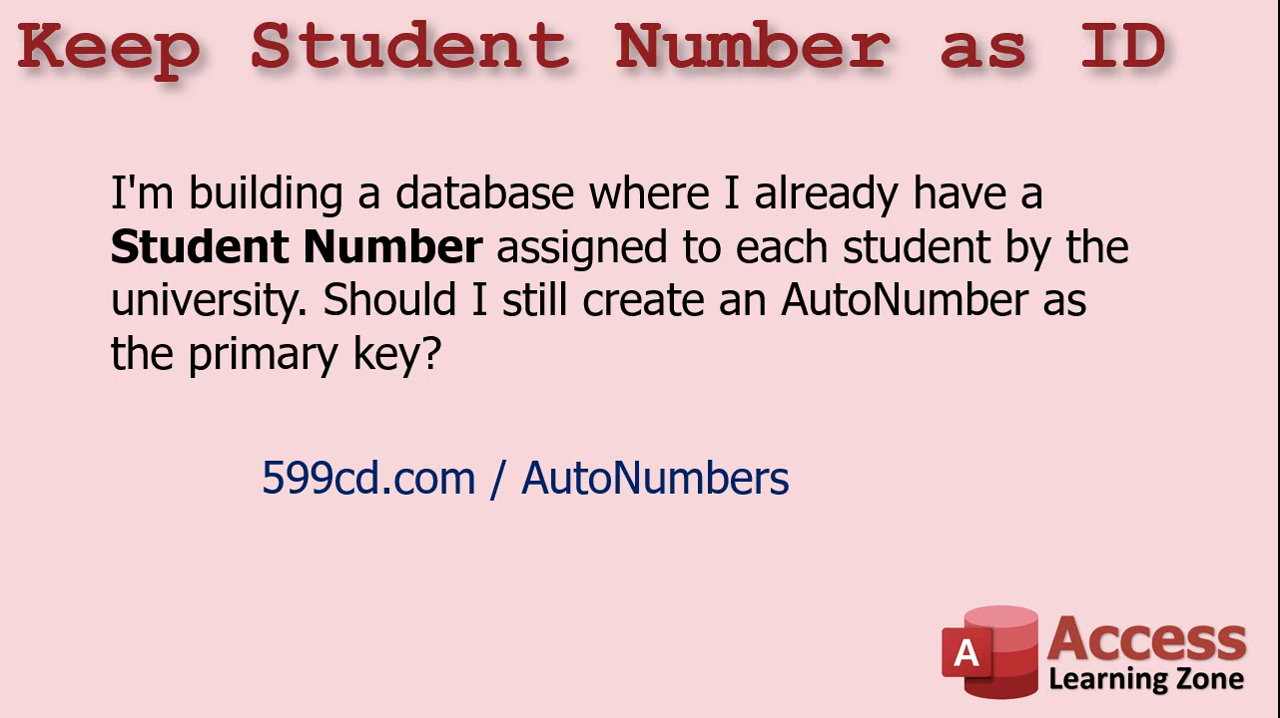 Keep Student Number as ID
I'm building a database where I already have a
Student Number assigned to each student by the
university. Should I still create an AutoNumber as
the primary key?
599cd.com / AutoNumbers
A Access
Learning Zone